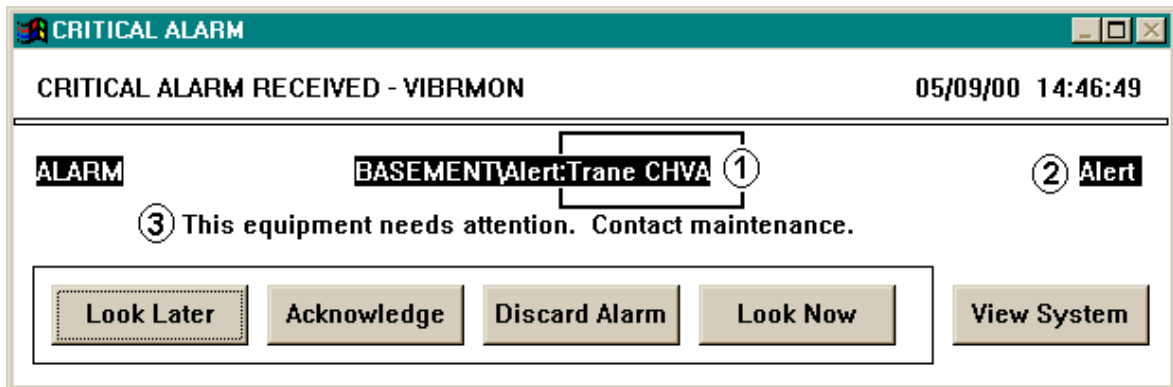 CRITICAL ALARM
CRITICAL ALARM RECEIVED - VIBRMON 05/09/00 14:46:49
ALARM BASEMENT\Alert:Trane CHVA ① ② Alert
③ This equipment needs attention. Contact maintenance.
Look Later Acknowledge Discard Alarm Look Now View System